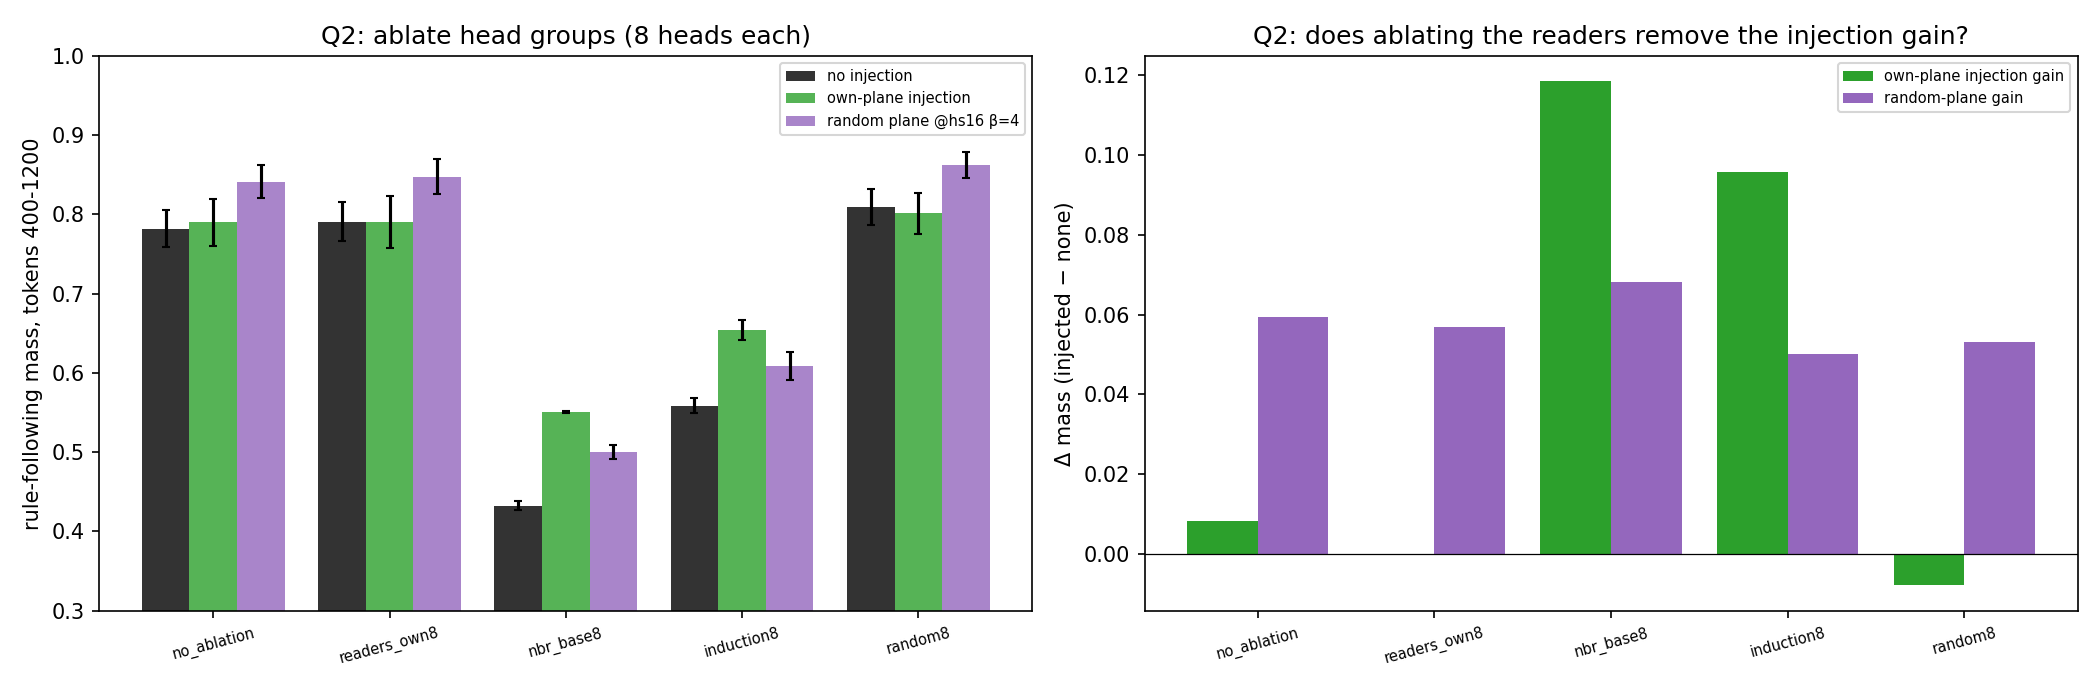 Q2: ablate head groups (8 heads each)
no injection
own-plane injection
random plane @hs16 β=4
rule-following mass, tokens 400-1200
1.0
0.9
0.8
0.7
0.6
0.5
0.4
0.3
no_ablation
readers_own8
nbr_base8
induction8
random8
Q2: does ablating the readers remove the injection gain?
own-plane injection gain
random-plane gain
Δ mass (injected − none)
0.12
0.10
0.08
0.06
0.04
0.02
0.00
no_ablation
readers_own8
nbr_base8
induction8
random8